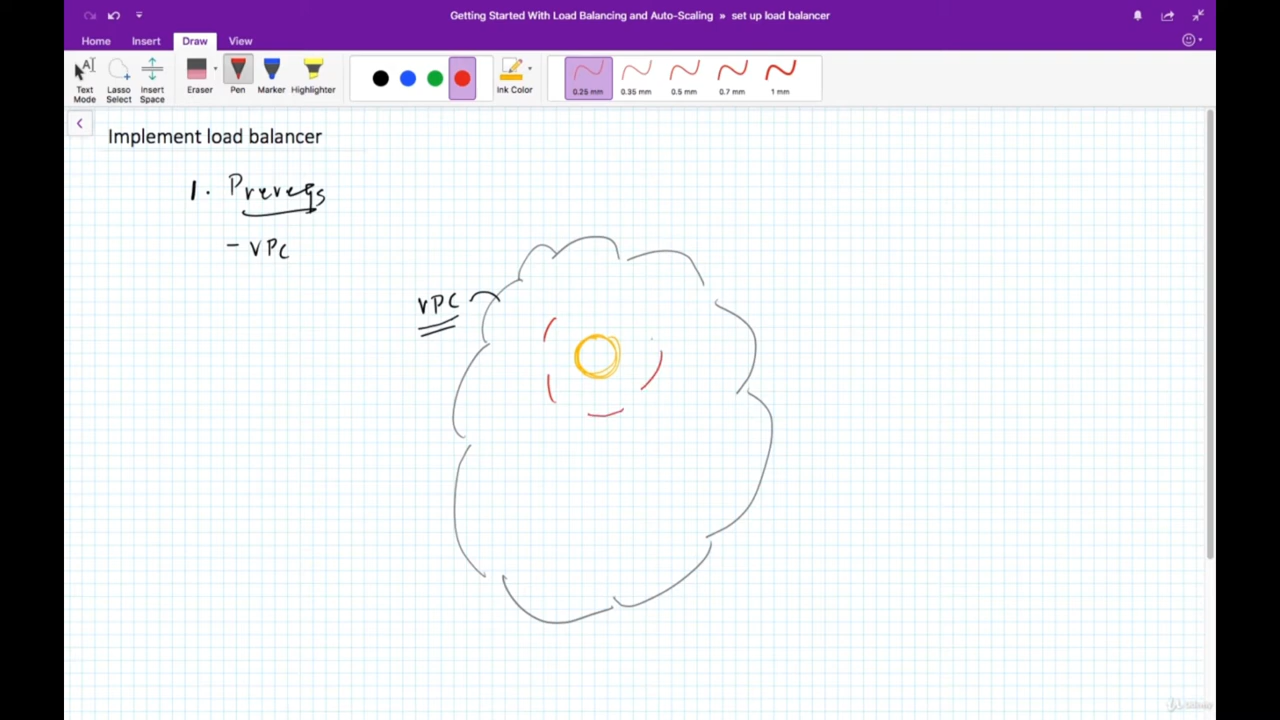 Getting Started With Load Balancing and Auto-Scaling » set up load balancer
Home Insert Draw View
Text Mode
Lasso Select
Insert Space
Eraser
Pen
Marker
Highlighter
Ink Color
0.25 mm
0.35 mm
0.5 mm
0.7 mm
1 mm
Implement load balancer
1. Prereqs
- VPC
VPC